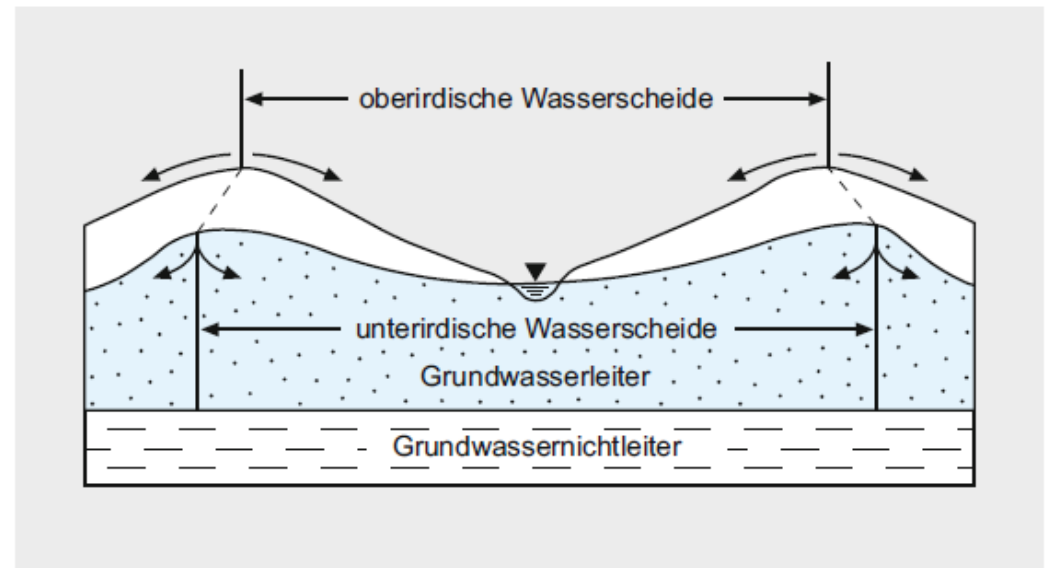 oberirdische Wasserscheide
unterirdische Wasserscheide
Grundwasserleiter
Grundwassernichtleiter